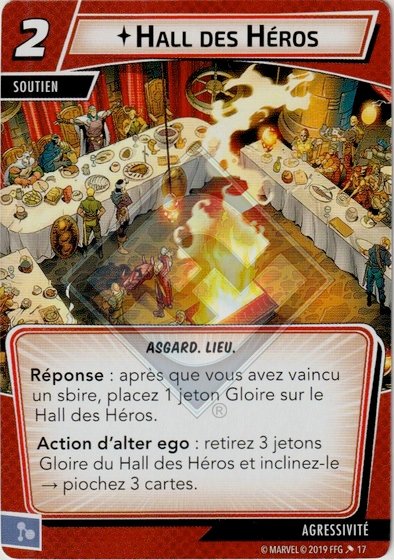 2
Hall des Héros
SOUTIEN
ASGARD. LIEU.
Réponse : après que vous avez vaincu
un sbire, placez 1 jeton Gloire sur le
Hall des Héros.
®
Action d'alter ego : retirez 3 jetons
Gloire du Hall des Héros et inclinez-le
→ piochez 3 cartes.
AGRESSIVITÉ
© MARVEL © 2019 FFG 17